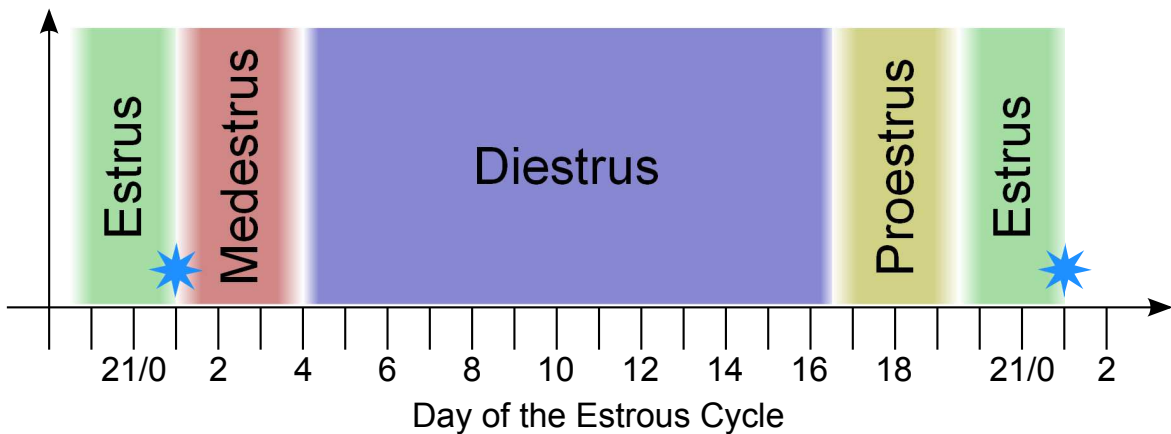 Estrus
Medestrus
Diestrus
Proestrus
Estrus
21/0 2 4 6 8 10 12 14 16 18 21/0 2
Day of the Estrous Cycle